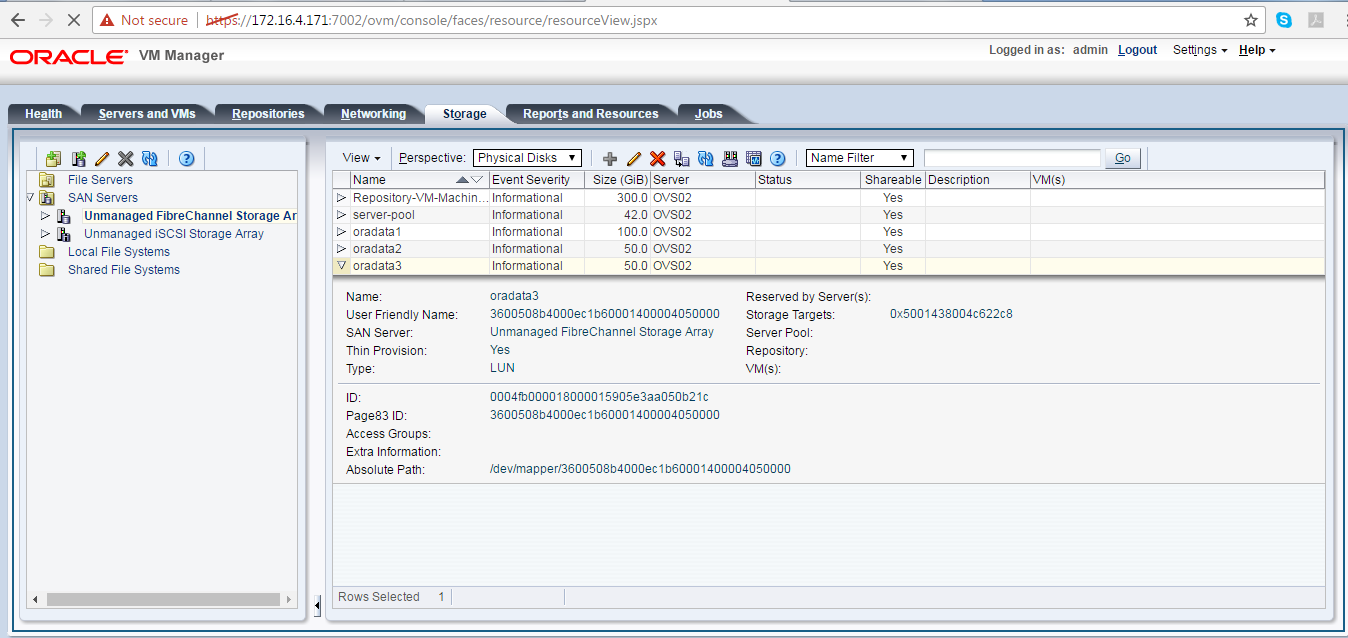 Not secure https://172.16.4.171:7002/ovm/console/faces/resource/resourceView.jspx
ORACLE VM Manager Logged in as: admin Logout Settings Help
Health Servers and VMs Repositories Networking Storage Reports and Resources Jobs
View Perspective: Physical Disks Name Filter Go
File Servers
SAN Servers
Unmanaged FibreChannel Storage Ar
Unmanaged iSCSI Storage Array
Local File Systems
Shared File Systems
Name Event Severity Size (GiB) Server Status Shareable Description VM(s)
Repository-VM-Machin... Informational 300.0 OVS02 Yes
server-pool Informational 42.0 OVS02 Yes
oradata1 Informational 100.0 OVS02 Yes
oradata2 Informational 50.0 OVS02 Yes
oradata3 Informational 50.0 OVS02 Yes
Name: oradata3 Reserved by Server(s):
User Friendly Name: 3600508b4000ec1b60001400004050000 Storage Targets: 0x5001438004c622c8
SAN Server: Unmanaged FibreChannel Storage Array Server Pool:
Thin Provision: Yes Repository:
Type: LUN VM(s):
ID: 0004fb000018000015905e3aa050b21c
Page83 ID: 3600508b4000ec1b60001400004050000
Access Groups:
Extra Information:
Absolute Path: /dev/mapper/3600508b4000ec1b60001400004050000
Rows Selected 1